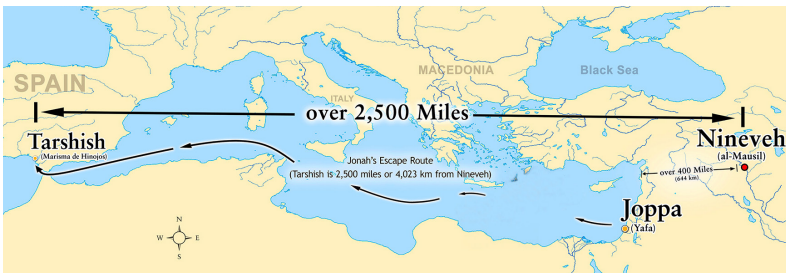 SPAIN
ITALY
MACEDONIA
Black Sea
over 2,500 Miles
Tarshish
(Marisma de Hinojos)
Nineveh
(al-Mausil)
Jonah's Escape Route
(Tarshish is 2,500 miles or 4,023 km from Nineveh)
over 400 Miles
(644 km)
Joppa
(Yafa)
N
W E
S